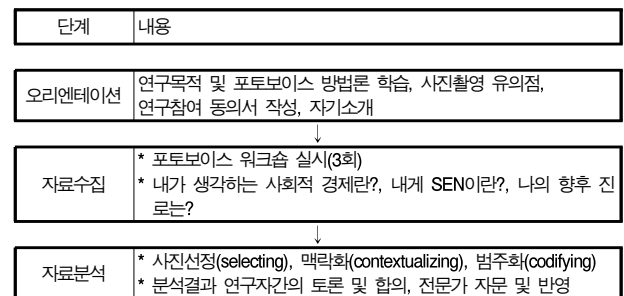 단계 내용
오리엔테이션 연구목적 및 포토보이스 방법론 학습, 사진촬영 유의점,
연구참여 동의서 작성, 자기소개
↓
* 포토보이스 워크숍 실시(3회)
자료수집 * 내가 생각하는 사회적 경제란?, 내게 SEN이란?, 나의 향후 진
로는?
↓
자료분석 * 사진선정(selecting), 맥락화(contextualizing), 범주화(codifying)
* 분석결과 연구자간의 토론 및 합의, 전문가 자문 및 반영